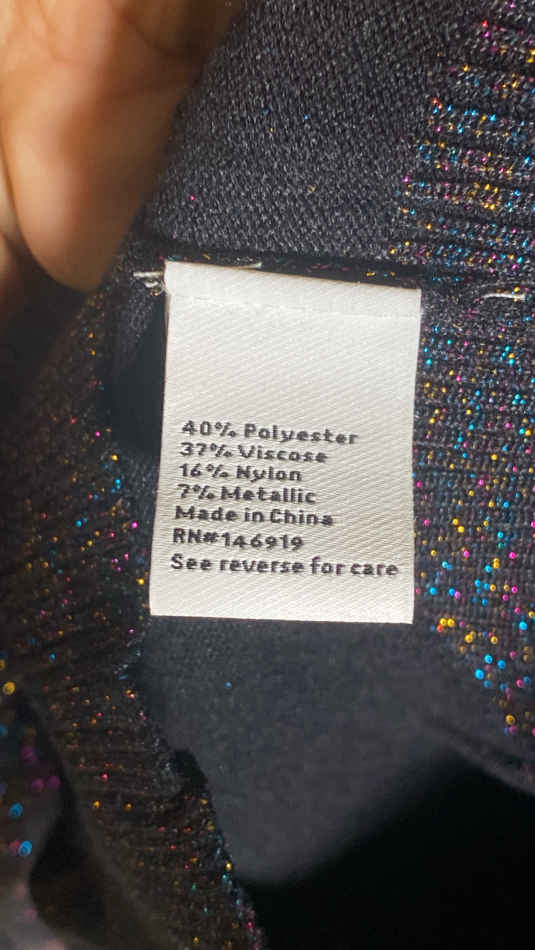 40% Polyester
37% Viscose
16% Nylon
7% Metallic
Made in China
RN#146919
See reverse for care